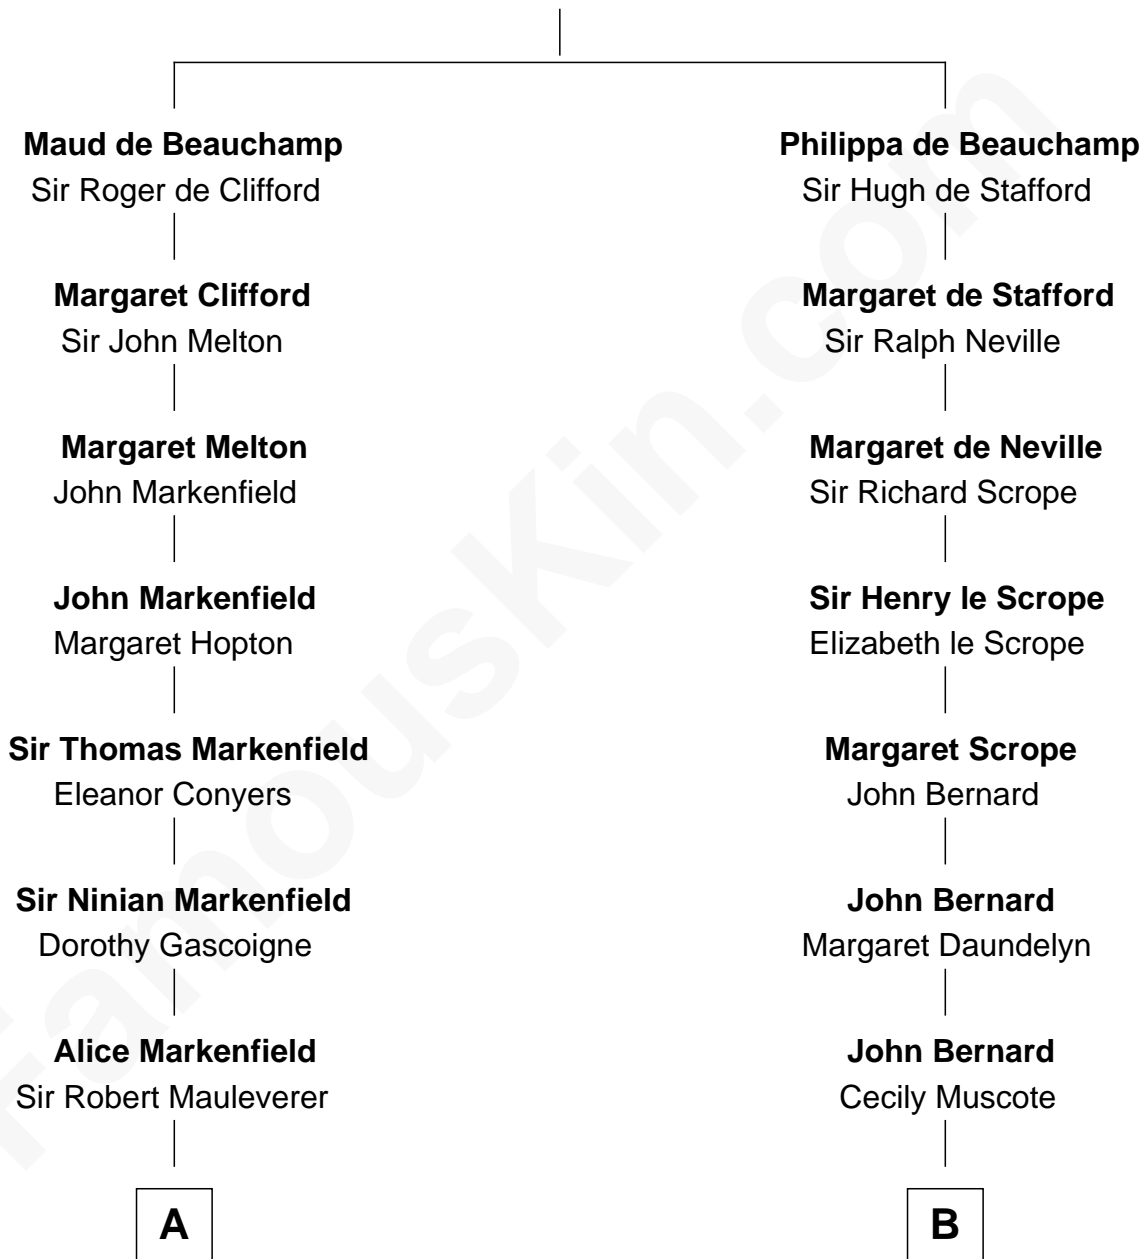 Maud de Beauchamp
Sir Roger de Clifford
Margaret Clifford
Sir John Melton
Margaret Melton
John Markenfield
John Markenfield
Margaret Hopton
Sir Thomas Markenfield
Eleanor Conyers
Sir Ninian Markenfield
Dorothy Gascoigne
Alice Markenfield
Sir Robert Mauleverer
A
Philippa de Beauchamp
Sir Hugh de Stafford
Margaret de Stafford
Sir Ralph Neville
Margaret de Neville
Sir Richard Scrope
Sir Henry le Scrope
Elizabeth le Scrope
Margaret Scrope
John Bernard
John Bernard
Margaret Daundelyn
John Bernard
Cecily Muscote
B
FamousKin.com